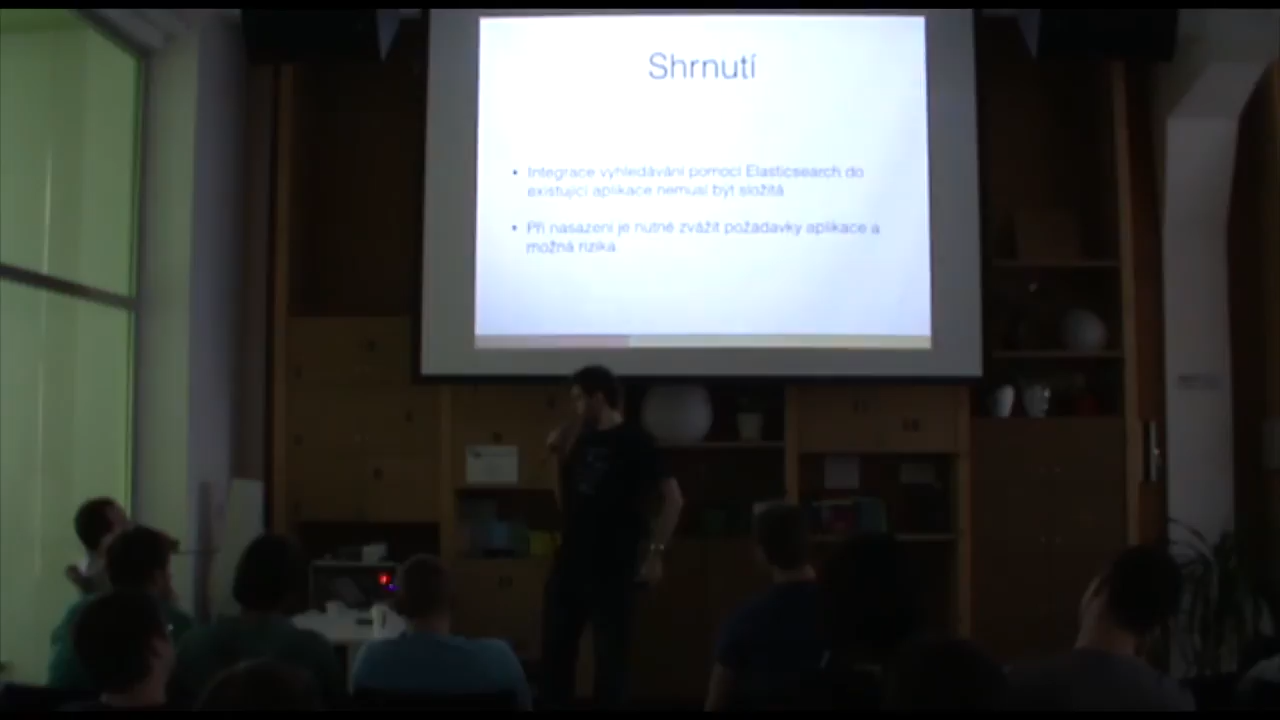 Shrnutí
• Integrace vyhledávání pomocí Elasticsearch do
existující aplikace nemusí být složitá
• Při nasazení je nutné zvážit požadavky aplikace a
možná rizika